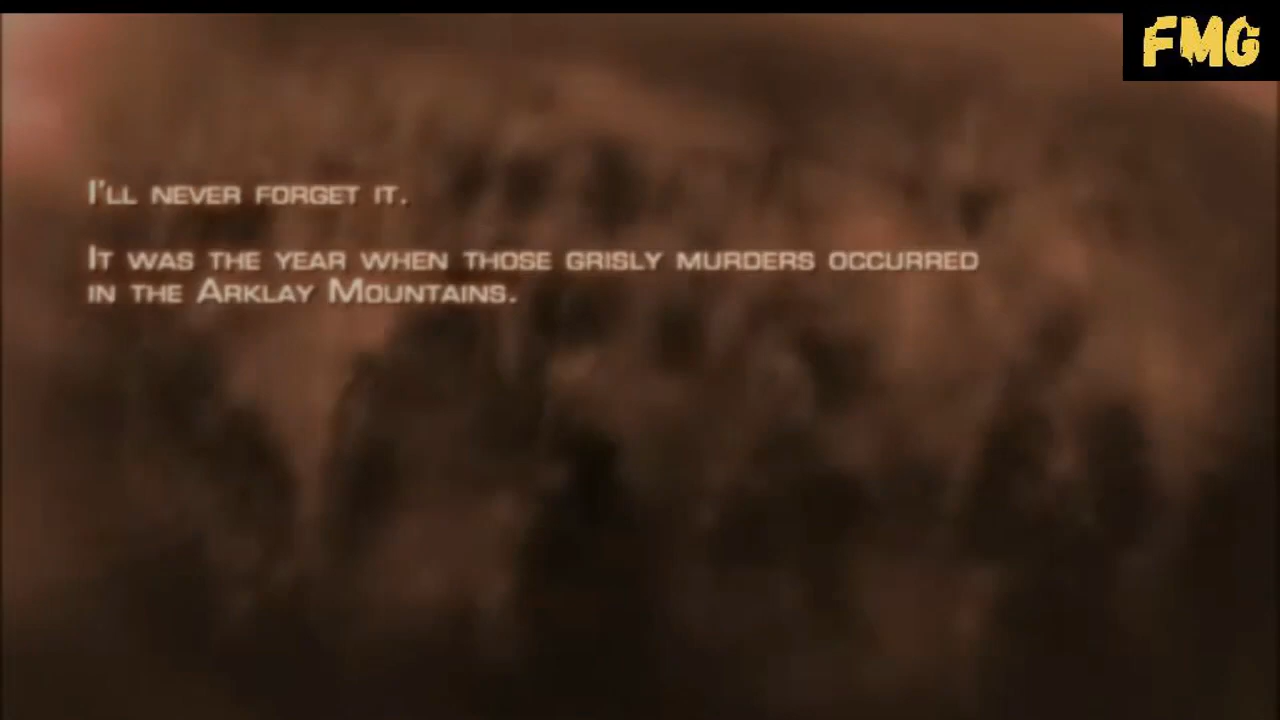 FMG
I'll never forget it.
It was the year when those grisly murders occurred
in the Arklay Mountains.